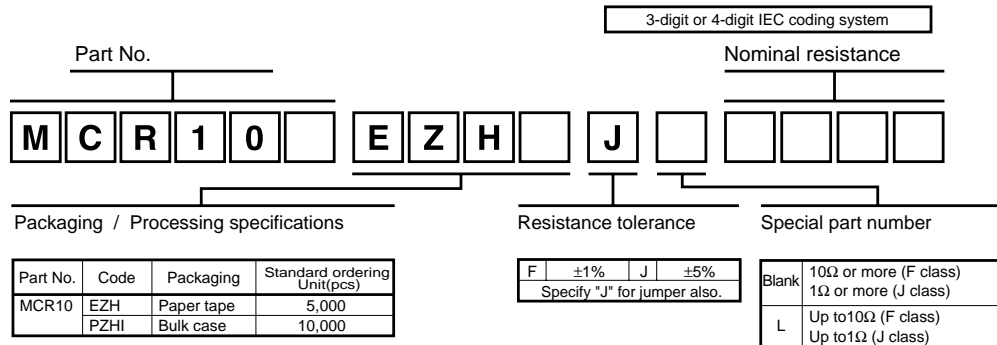 3-digit or 4-digit IEC coding system
Part No.
Nominal resistance
M C R 1 0 E Z H J
Packaging / Processing specifications
Resistance tolerance
Special part number
Part No. Code Packaging Standard ordering Unit(pcs)
MCR10 EZH Paper tape 5,000
PZHI Bulk case 10,000
F ±1% J ±5%
Specify "J" for jumper also.
Blank 10Ω or more (F class)
1Ω or more (J class)
L Up to10Ω (F class)
Up to1Ω (J class)